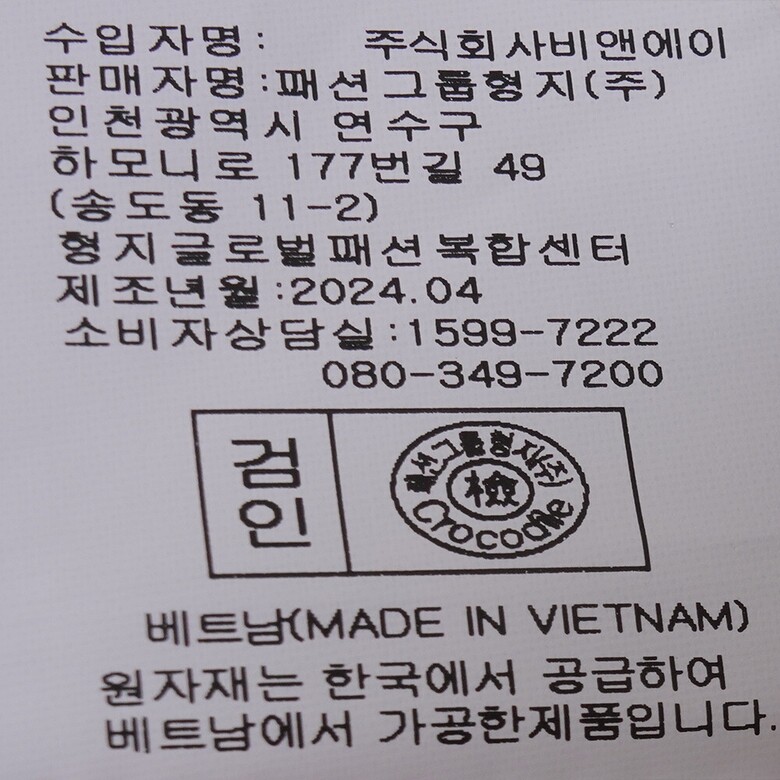 수입자명: 주식회사비앤에이
판매자명:패션그룹형지(주)
인천광역시 연수구
하모니로 177번길 49
(송도동 11-2)
형지글로벌패션복합센터
제조년월:2024.04
소비자상담실:1599-7222
080-349-7200
검인
패션그룹형지(주)
檢
Crocodile
베트남(MADE IN VIETNAM)
원자재는 한국에서 공급하여
베트남에서 가공한제품입니다.